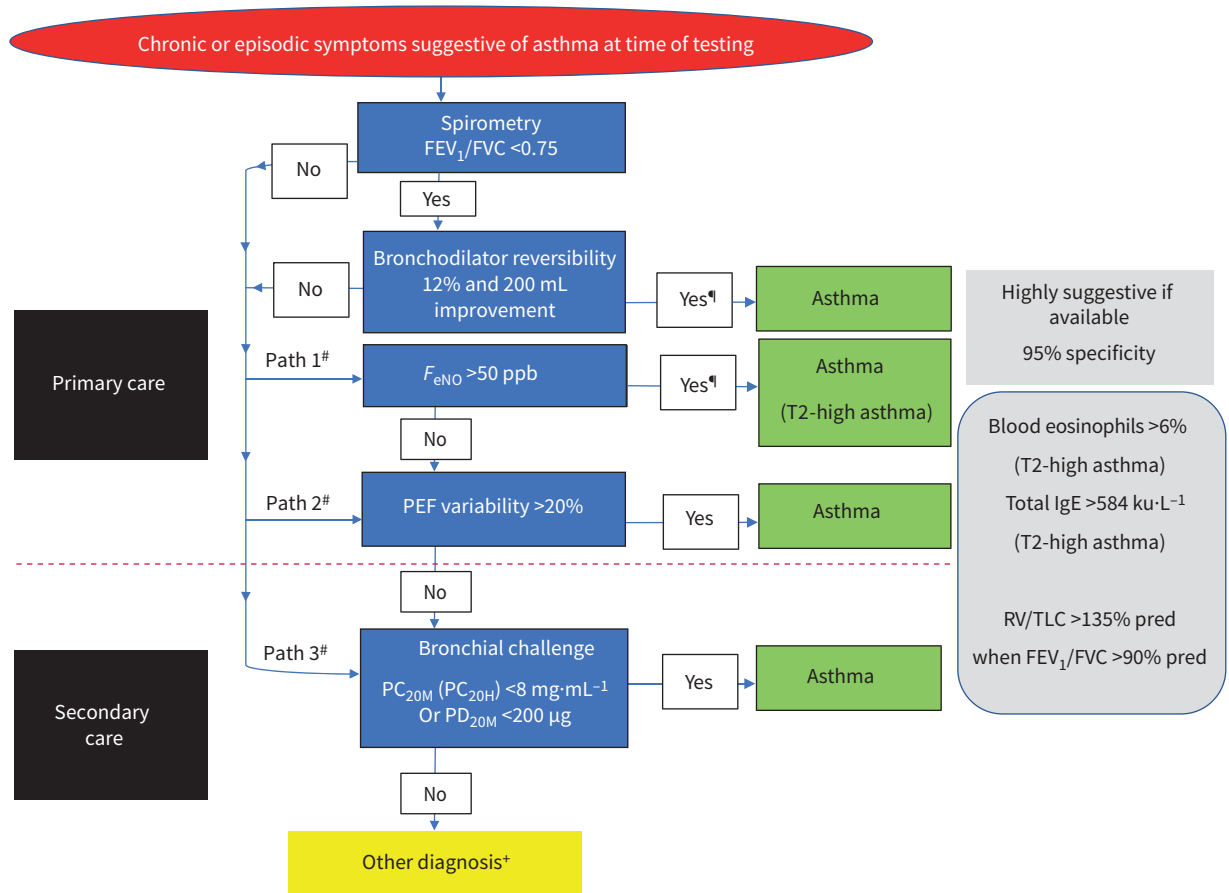 Chronic or episodic symptoms suggestive of asthma at time of testing
Spirometry
FEV₁/FVC <0.75
No
Yes
Bronchodilator reversibility
12% and 200 mL
improvement
No
Yes¶
Asthma
Highly suggestive if
available
95% specificity
Primary care
Path 1#
FeNO >50 ppb
Yes¶
Asthma
(T2-high asthma)
No
Blood eosinophils >6%
(T2-high asthma)
Total IgE >584 ku·L⁻¹
(T2-high asthma)
RV/TLC >135% pred
when FEV₁/FVC >90% pred
Path 2#
PEF variability >20%
Yes
Asthma
No
Secondary
care
Path 3#
Bronchial challenge
PC₂₀M (PC₂₀H) <8 mg·mL⁻¹
Or PD₂₀M <200 µg
Yes
Asthma
No
Other diagnosis⁺